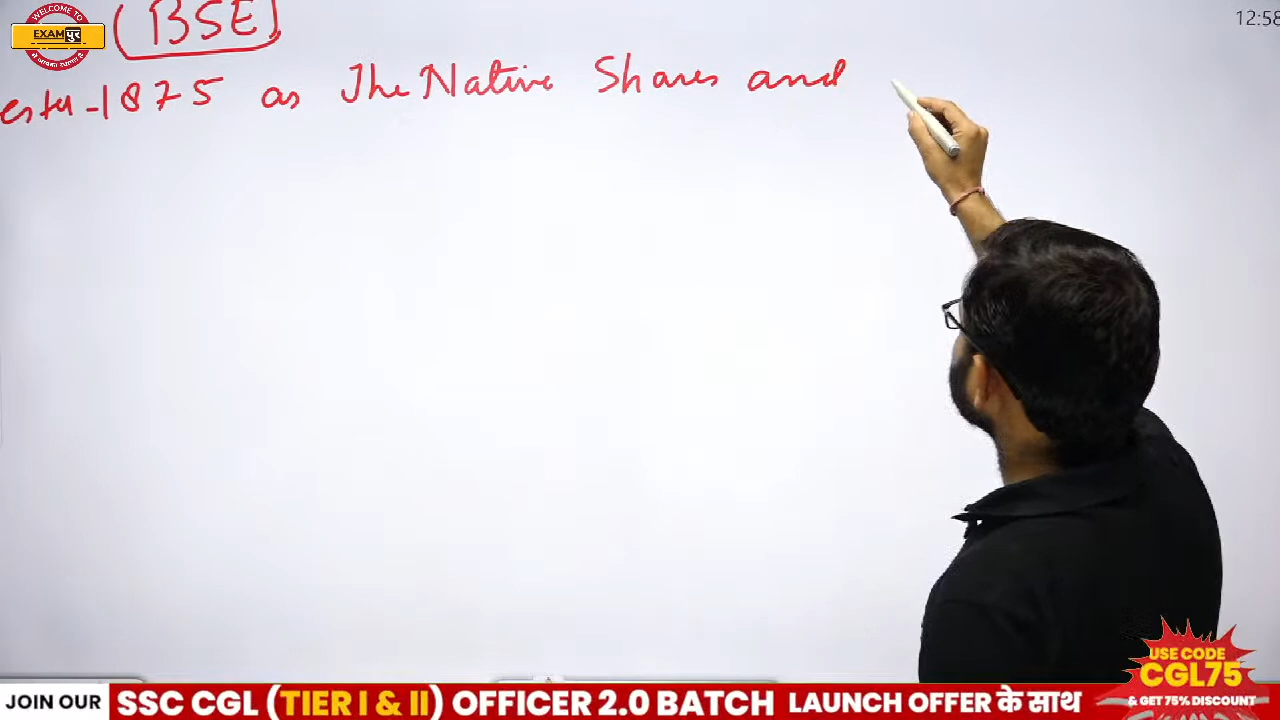 WELCOME TO
EXAMपुर
12:58
(BSE)
estd-1875 as The Native Shares and
USE CODE
CGL75
& GET 75% DISCOUNT
JOIN OUR SSC CGL (TIER I & II) OFFICER 2.0 BATCH LAUNCH OFFER के साथ